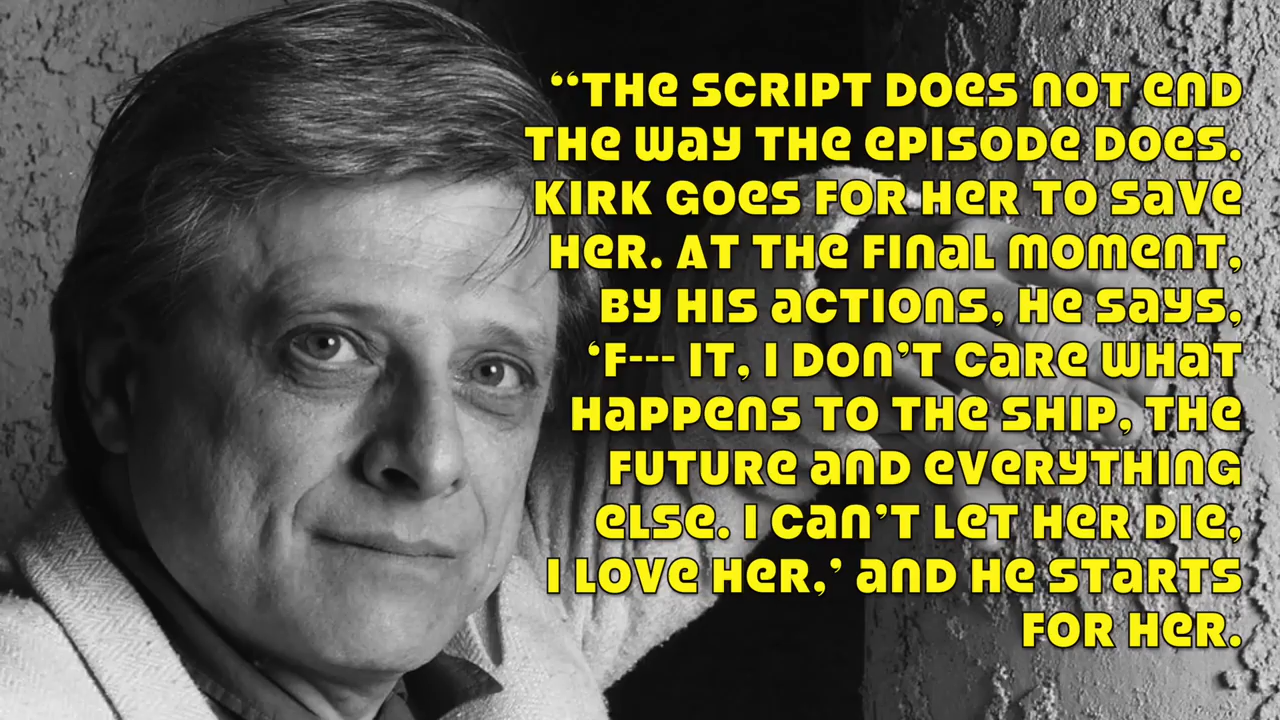 “THE SCRIPT DOES NOT END
THE WAY THE EPISODE DOES.
KIRK GOES FOR HER TO SAVE
HER. AT THE FINAL MOMENT,
BY HIS ACTIONS, HE SAYS,
‘F--- IT, I DON’T CARE WHAT
HAPPENS TO THE SHIP, THE
FUTURE AND EVERYTHING
ELSE. I CAN’T LET HER DIE,
I LOVE HER,’ AND HE STARTS
FOR HER.